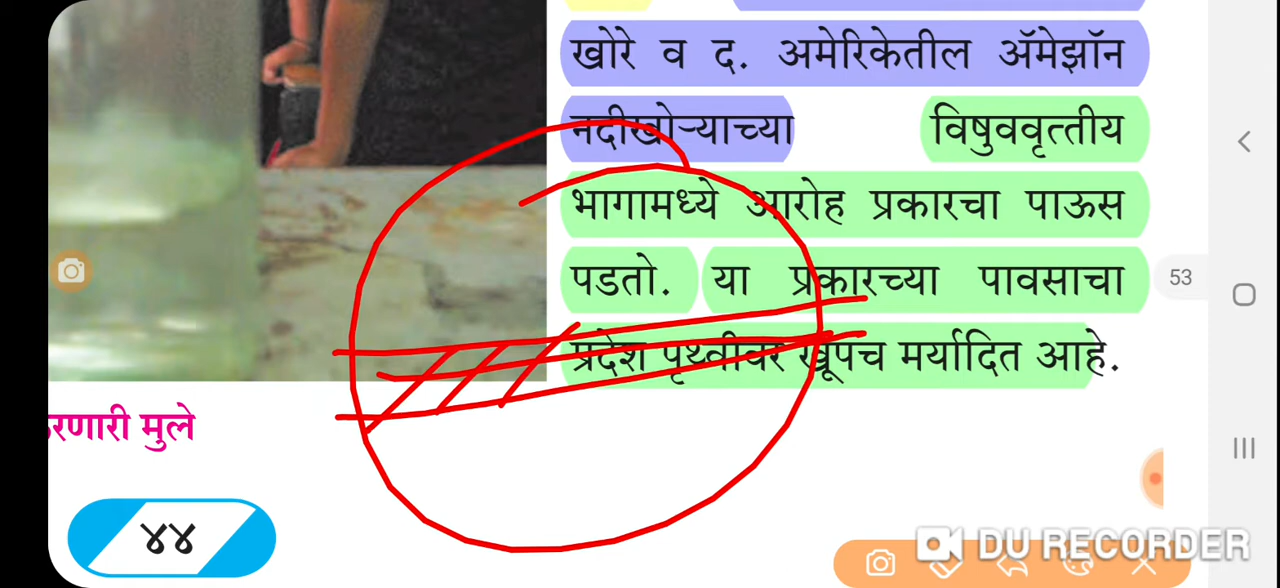 खोरे व द. अमेरिकेतील ॲमेझॉन
नदीखोऱ्याच्या विषुववृत्तीय
भागामध्ये आरोह प्रकारचा पाऊस
पडतो. या प्रकारच्या पावसाचा
प्रदेश पृथ्वीवर खूपच मर्यादित आहे.
53
करणारी मुले
४४
DU RECORDER